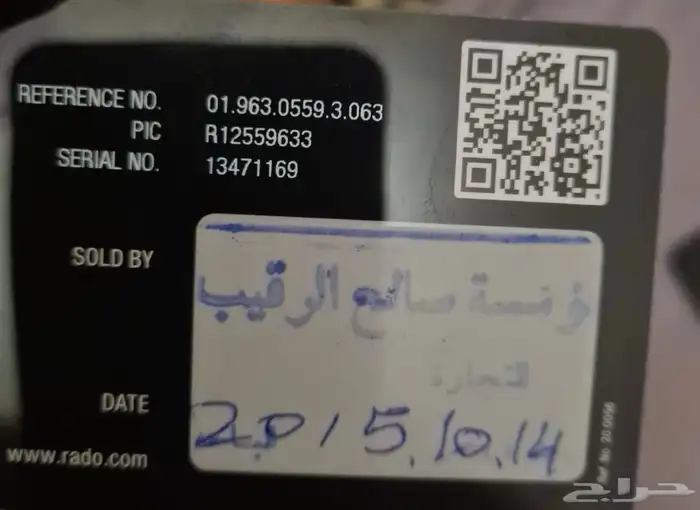 REFERENCE NO. 01.963.0559.3.063
PIC R12559633
SERIAL NO. 13471169
SOLD BY
مؤسسة صالح الرقيب
التجارة
DATE 2015.10.14
www.rado.com
حراج